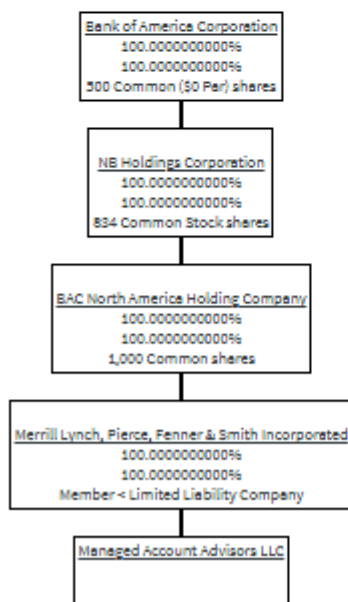 Bank of America Corporation
100.0000000000%
100.0000000000%
300 Common ($0 Par) shares
NB Holdings Corporation
100.0000000000%
100.0000000000%
834 Common Stock shares
BAC North America Holding Company
100.0000000000%
100.0000000000%
1,000 Common shares
Merrill Lynch, Pierce, Fenner & Smith Incorporated
100.0000000000%
100.0000000000%
Member < Limited Liability Company
Managed Account Advisors LLC